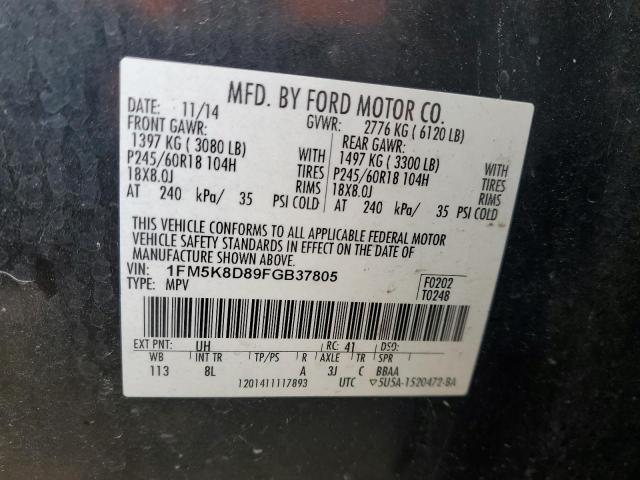 MFD. BY FORD MOTOR CO.
DATE: 11/14 GVWR: 2776 KG ( 6120 LB)
FRONT GAWR: REAR GAWR:
1397 KG ( 3080 LB) WITH 1497 KG ( 3300 LB) WITH
P245/60R18 104H TIRES P245/60R18 104H TIRES
18X8.0J RIMS 18X8.0J RIMS
AT 240 kPa/ 35 PSI COLD AT 240 kPa/ 35 PSI COLD
THIS VEHICLE CONFORMS TO ALL APPLICABLE FEDERAL MOTOR
VEHICLE SAFETY STANDARDS IN EFFECT ON THE DATE OF
MANUFACTURE SHOWN ABOVE.
VIN: 1FM5K8D89FGB37805 F0202
TYPE: MPV T0248
EXT PNT: UH RC: 41 DSO:
WB INT TR TP/PS R AXLE TR SPR
113 8L A 3J C BBAA
1201411117893 UTC ▽5U5A-1520472-BA